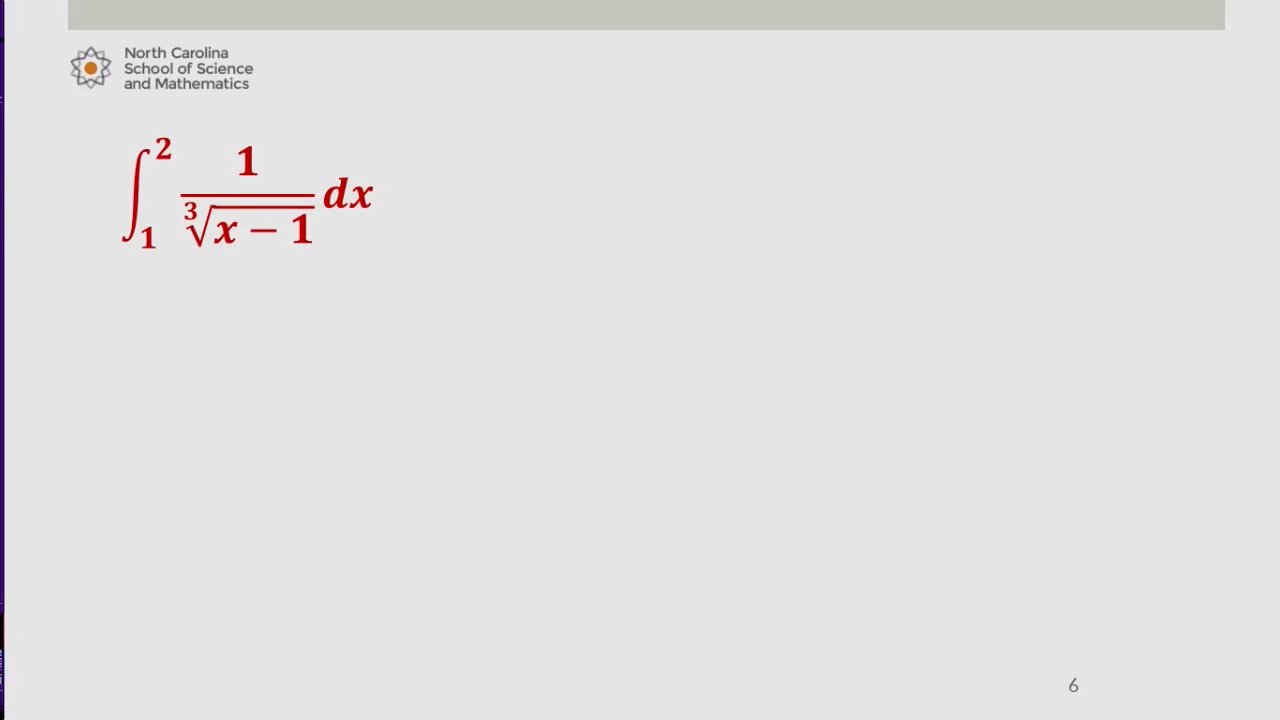 North Carolina
School of Science
and Mathematics
∫₁² 1/∛(x − 1) dx
6